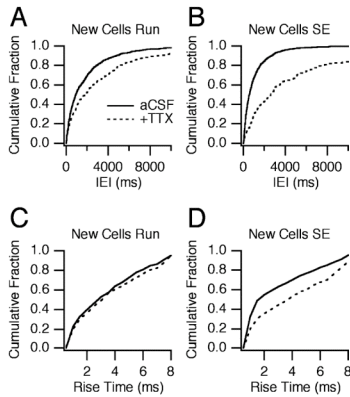 A
New Cells Run
Cumulative Fraction
1.0
0.8
0.6
0.4
0.2
0.0
aCSF
+TTX
0
4000
8000
IEI (ms)
B
New Cells SE
Cumulative Fraction
1.0
0.8
0.6
0.4
0.2
0.0
0
4000
8000
IEI (ms)
C
New Cells Run
Cumulative Fraction
1.0
0.8
0.6
0.4
0.2
0.0
2
4
6
8
Rise Time (ms)
D
New Cells SE
Cumulative Fraction
1.0
0.8
0.6
0.4
0.2
0.0
2
4
6
8
Rise Time (ms)